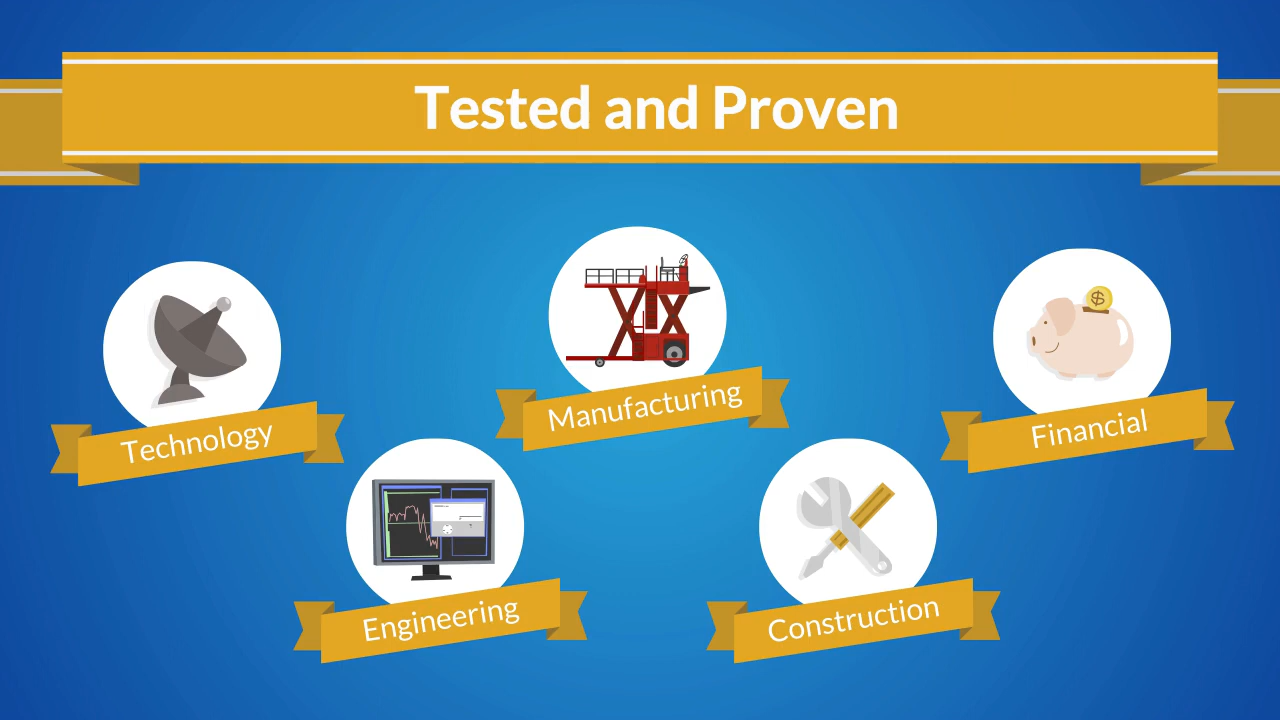 Tested and Proven
Technology
Manufacturing
Financial
Engineering
Construction
$